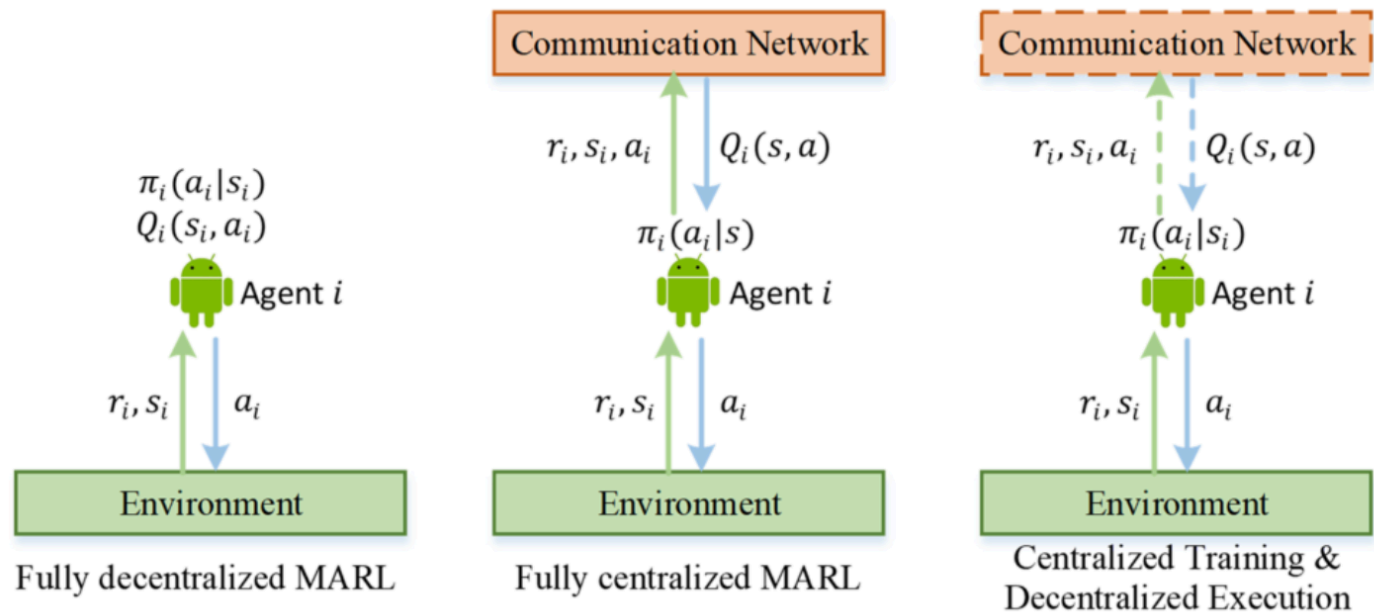 π_i(a_i|s_i)
Q_i(s_i, a_i)
Agent i
r_i, s_i
a_i
Environment
Fully decentralized MARL
Communication Network
r_i, s_i, a_i
Q_i(s, a)
π_i(a_i|s)
Agent i
r_i, s_i
a_i
Environment
Fully centralized MARL
Communication Network
r_i, s_i, a_i
Q_i(s, a)
π_i(a_i|s_i)
Agent i
r_i, s_i
a_i
Environment
Centralized Training &
Decentralized Execution